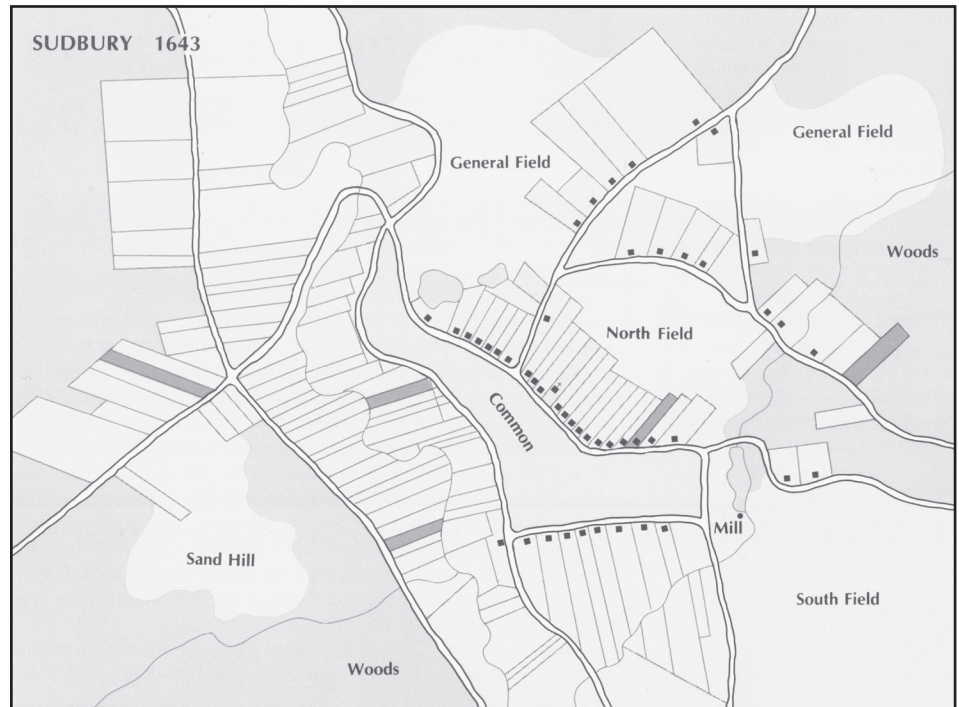 SUDBURY 1643
General Field
General Field
Woods
North Field
Common
Mill
Sand Hill
South Field
Woods